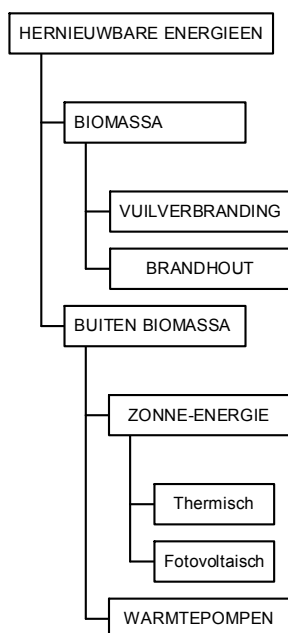 HERNIEUWBARE ENERGIEEN
BIOMASSA
VUILVERBRANDING
BRANDHOUT
BUITEN BIOMASSA
ZONNE-ENERGIE
Thermisch
Fotovoltaisch
WARMTEPOMPEN